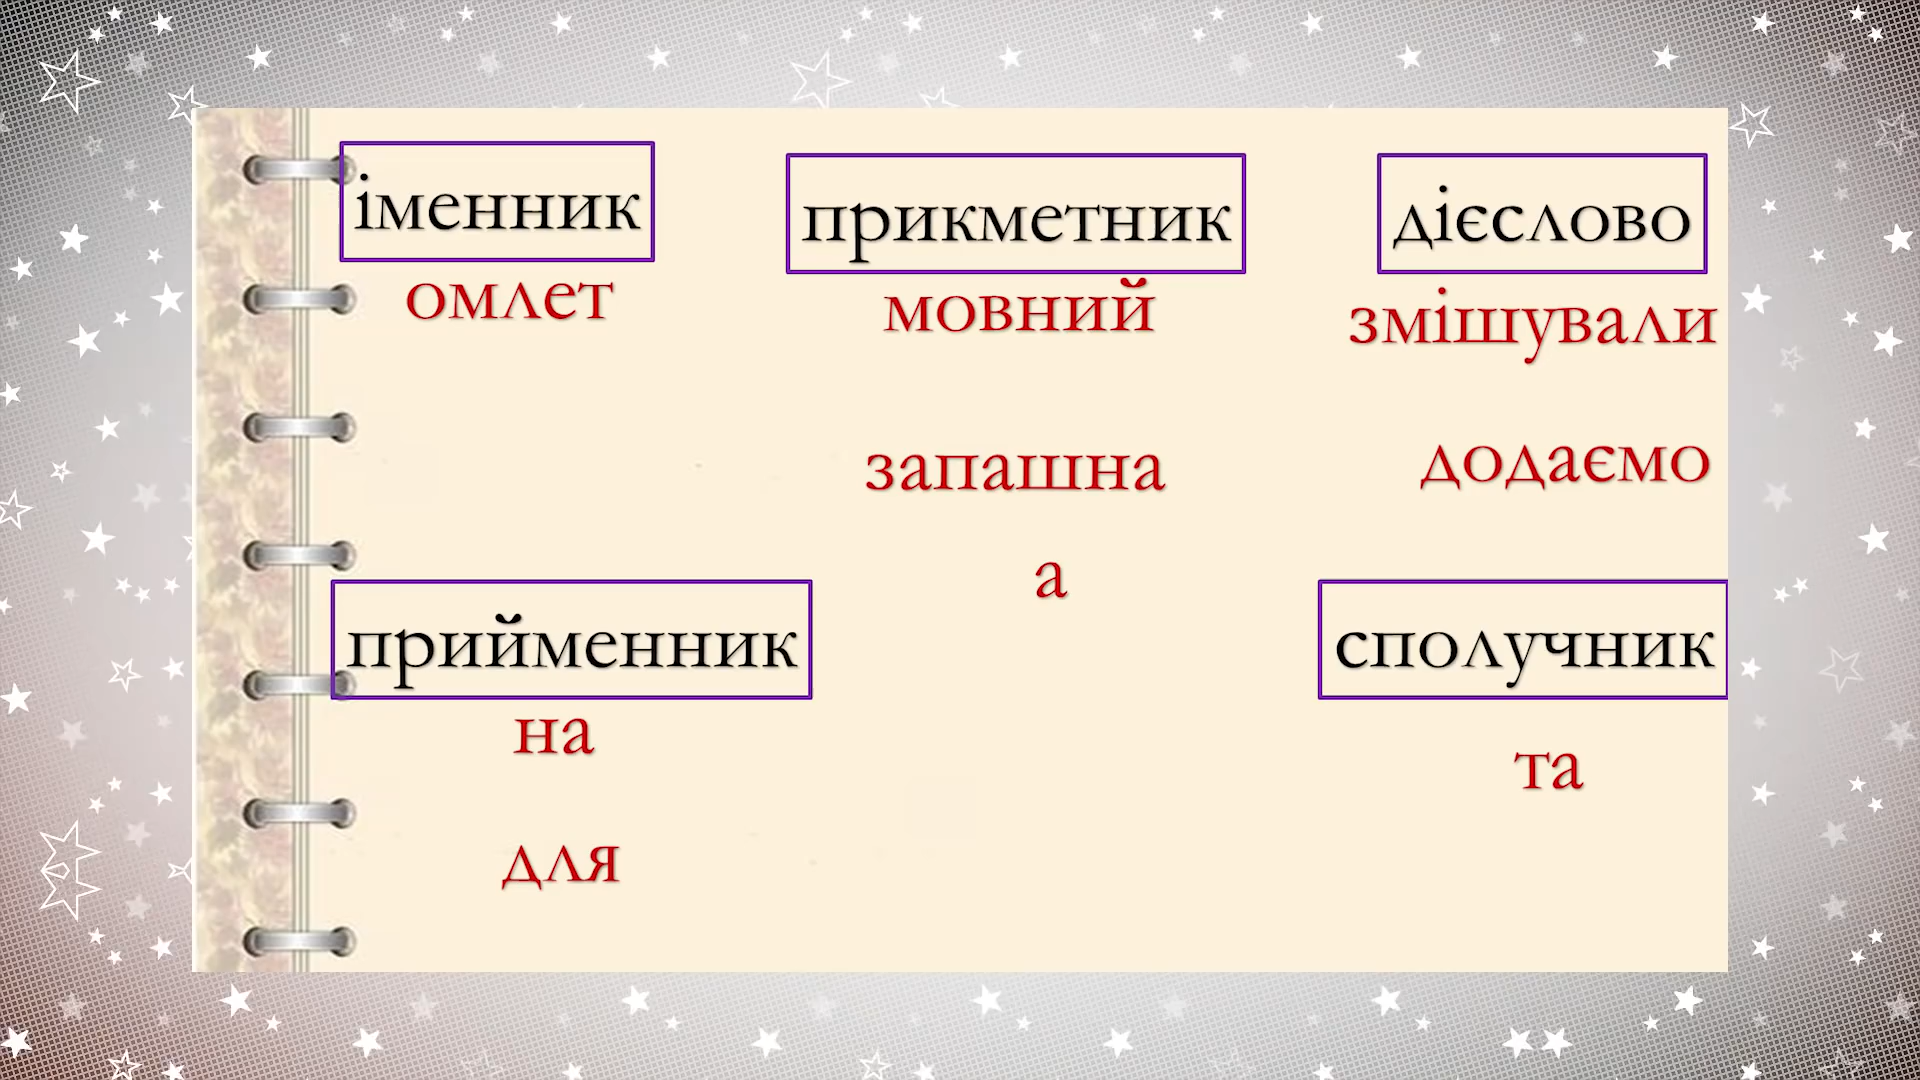 іменник
прикметник
дієслово
омлет
мовний
змішували
запашна
додаємо
а
прийменник
сполучник
на
та
для